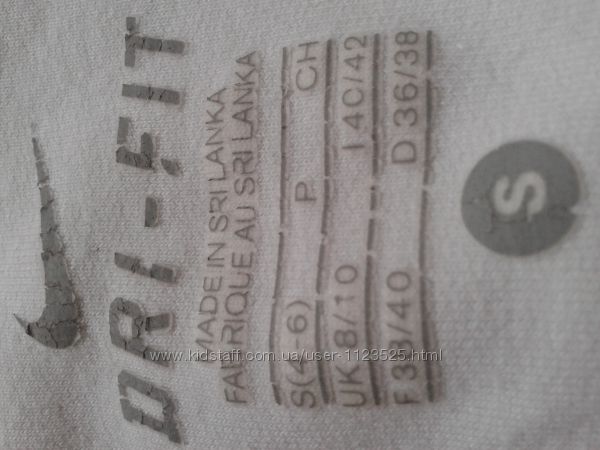 DRI-FIT
MADE IN SRI LANKA
FABRIQUE AU SRI LANKA
S(4-6) P CH
UK 8/10 I 40/42
F 38/40 D 36/38
S
www.kidstaff.com.ua/user-1123525.html